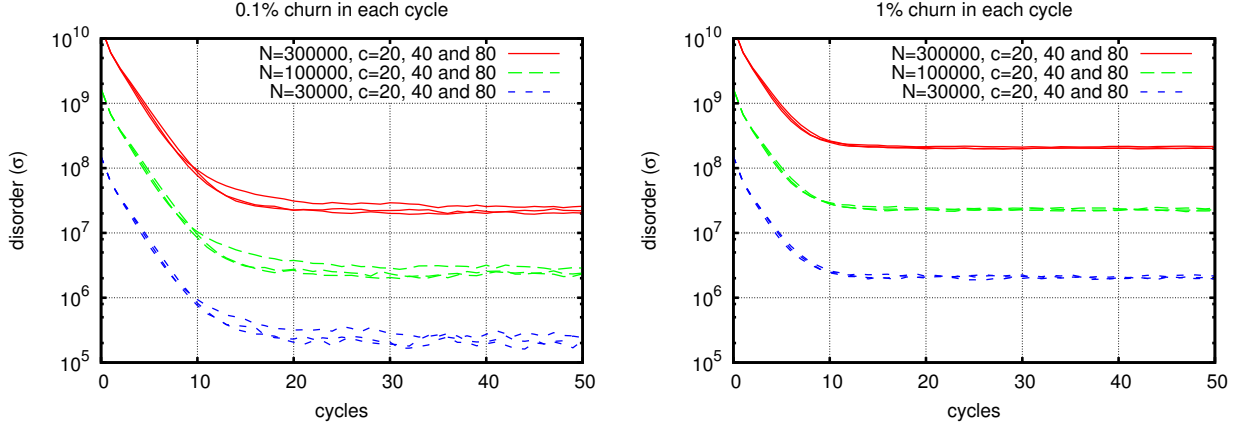 0.1% churn in each cycle
10^10
10^9
10^8
10^7
10^6
10^5
disorder (σ)
N=300000, c=20, 40 and 80
N=100000, c=20, 40 and 80
N=30000, c=20, 40 and 80
0 10 20 30 40 50
cycles
1% churn in each cycle
10^10
10^9
10^8
10^7
10^6
10^5
disorder (σ)
N=300000, c=20, 40 and 80
N=100000, c=20, 40 and 80
N=30000, c=20, 40 and 80
0 10 20 30 40 50
cycles